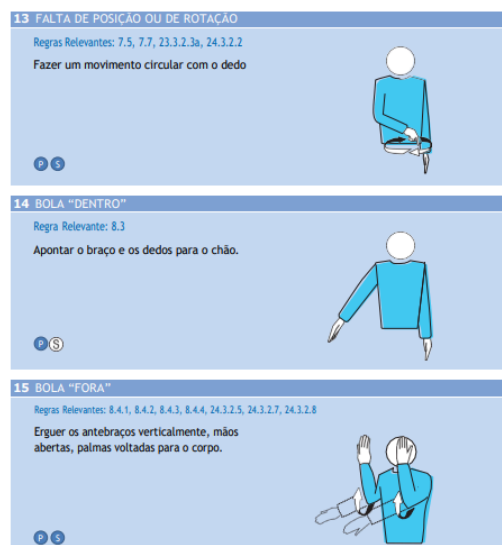 13 FALTA DE POSIÇÃO OU DE ROTAÇÃO
Regras Relevantes: 7.5, 7.7, 23.3.2.3a, 24.3.2.2
Fazer um movimento circular com o dedo
P S
14 BOLA “DENTRO”
Regra Relevante: 8.3
Apontar o braço e os dedos para o chão.
P S
15 BOLA “FORA”
Regras Relevantes: 8.4.1, 8.4.2, 8.4.3, 8.4.4, 24.3.2.5, 24.3.2.7, 24.3.2.8
Erguer os antebraços verticalmente, mãos
abertas, palmas voltadas para o corpo.
P S